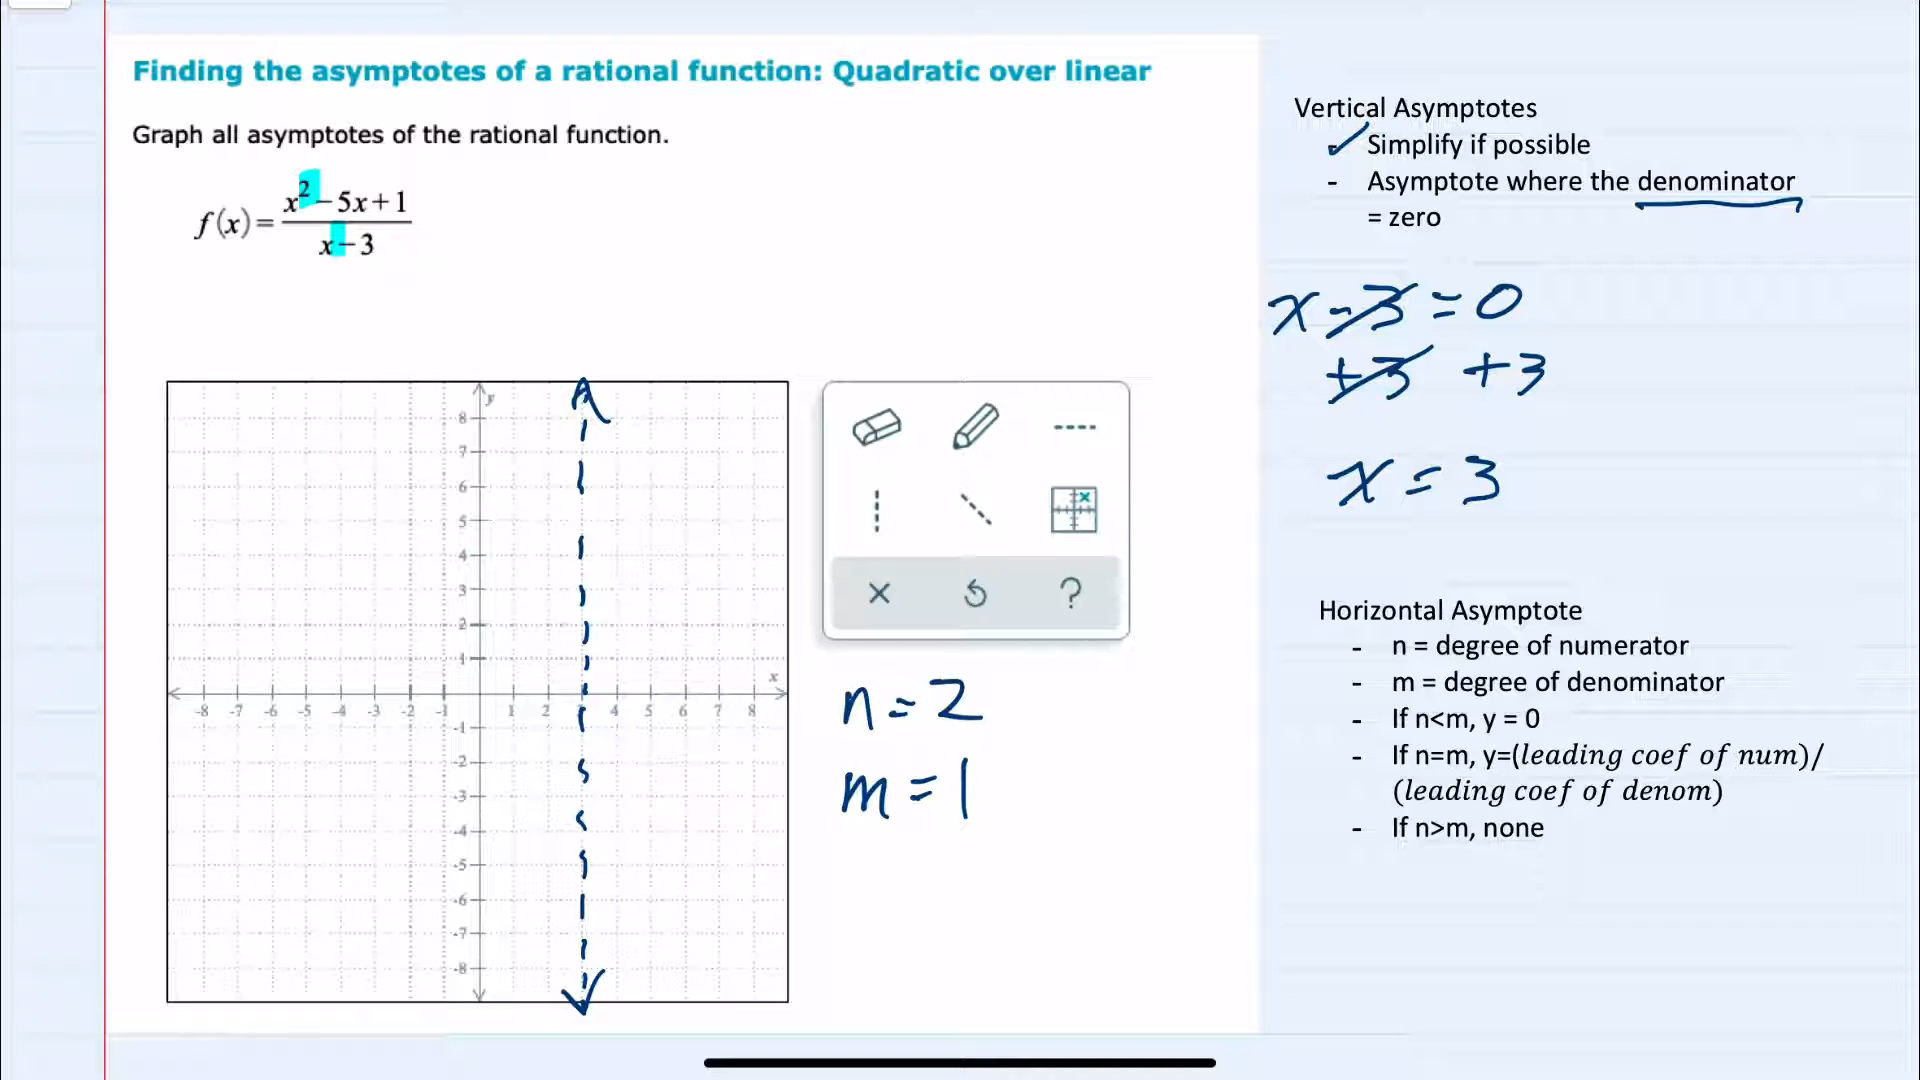 Finding the asymptotes of a rational function: Quadratic over linear
Graph all asymptotes of the rational function.
f(x) = (x² − 5x + 1) / (x − 3)
y
8
7
6
5
4
3
2
1
x
-8 -7 -6 -5 -4 -3 -2 -1 1 2 4 5 6 7 8
-1
-2
-3
-4
-5
-6
-7
-8
?
n = 2
m = 1
Vertical Asymptotes
Simplify if possible
- Asymptote where the denominator
= zero
x - 3 = 0
+3 +3
x = 3
Horizontal Asymptote
- n = degree of numerator
- m = degree of denominator
- If n<m, y = 0
- If n=m, y=(leading coef of num)/
(leading coef of denom)
- If n>m, none